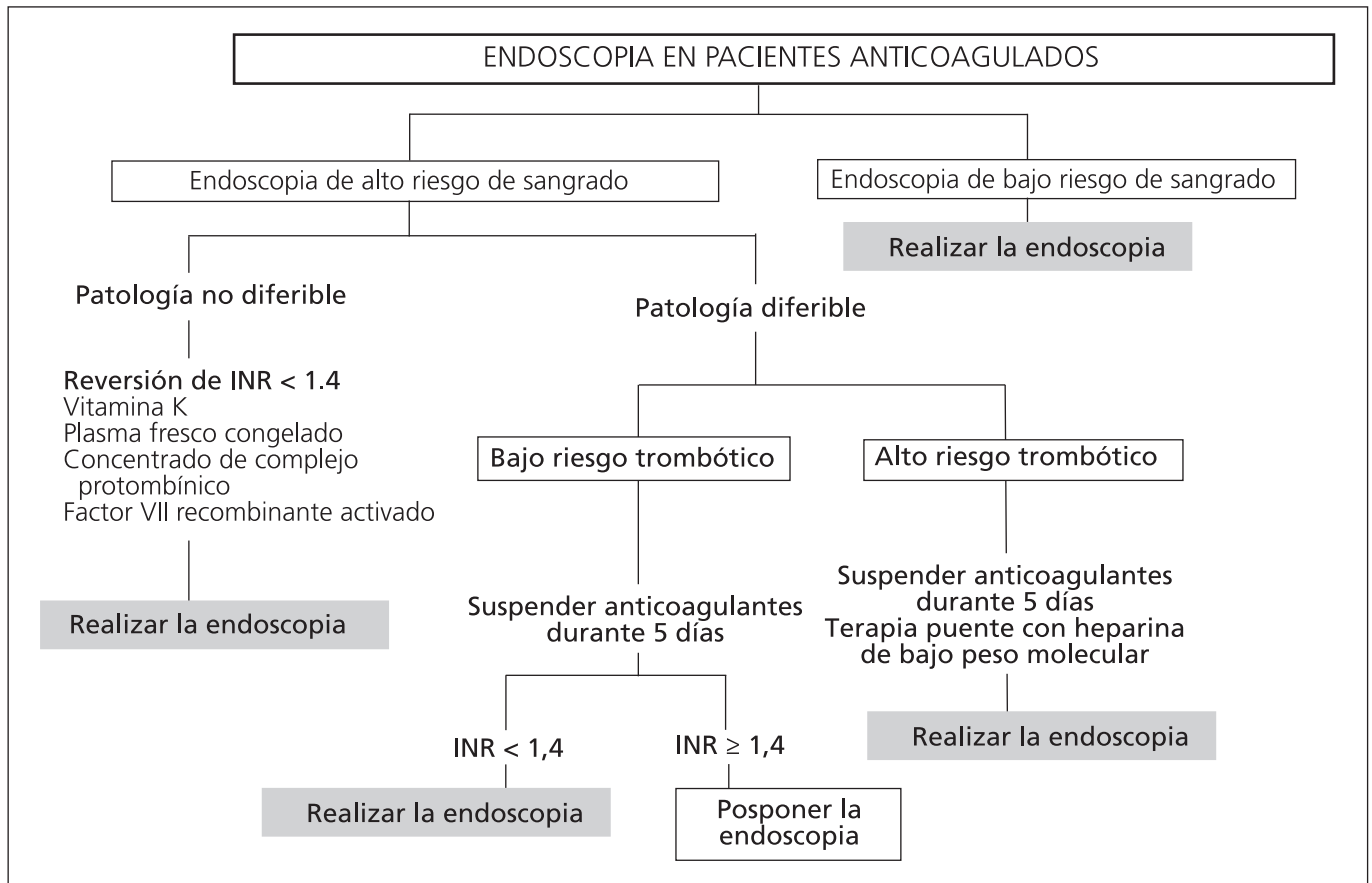 ENDOSCOPIA EN PACIENTES ANTICOAGULADOS
Endoscopia de alto riesgo de sangrado
Endoscopia de bajo riesgo de sangrado
Realizar la endoscopia
Patología no diferible
Patología diferible
Reversión de INR < 1.4
Vitamina K
Plasma fresco congelado
Concentrado de complejo
protombínico
Factor VII recombinante activado
Realizar la endoscopia
Bajo riesgo trombótico
Alto riesgo trombótico
Suspender anticoagulantes
durante 5 días
Suspender anticoagulantes
durante 5 días
Terapia puente con heparina
de bajo peso molecular
Realizar la endoscopia
INR < 1,4
INR ≥ 1,4
Realizar la endoscopia
Posponer la
endoscopia